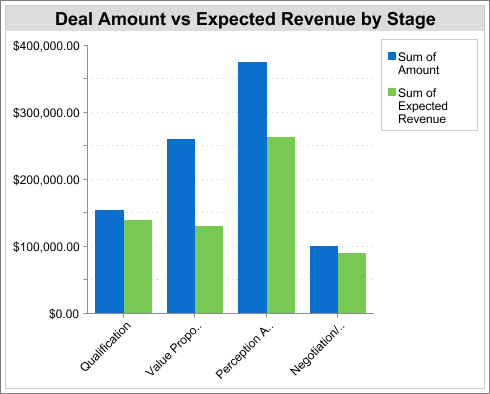 Deal Amount vs Expected Revenue by Stage
$400,000.00
$300,000.00
$200,000.00
$100,000.00
$0.00
Qualification
Value Propo..
Perception A..
Negotiation/..
Sum of
Amount
Sum of
Expected
Revenue